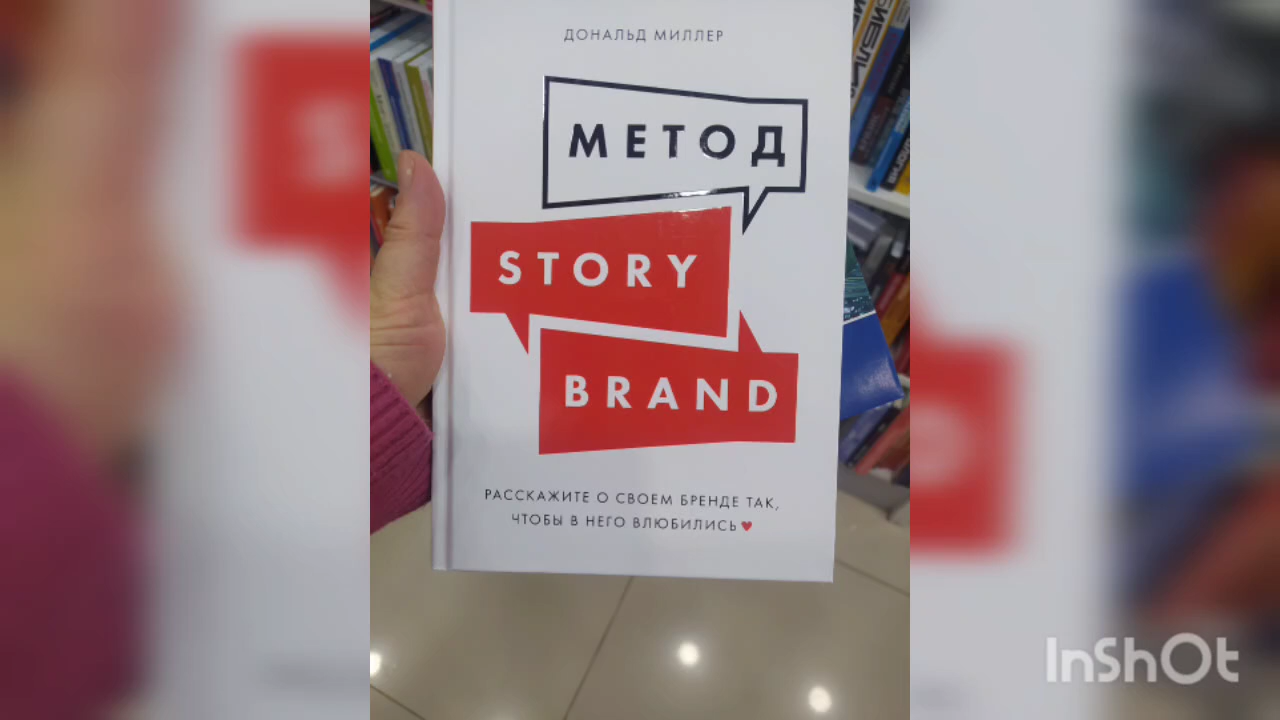 ДОНАЛЬД МИЛЛЕР
МЕТОД
STORY
BRAND
РАССКАЖИТЕ О СВОЕМ БРЕНДЕ ТАК,
ЧТОБЫ В НЕГО ВЛЮБИЛИСЬ♥
InShOt